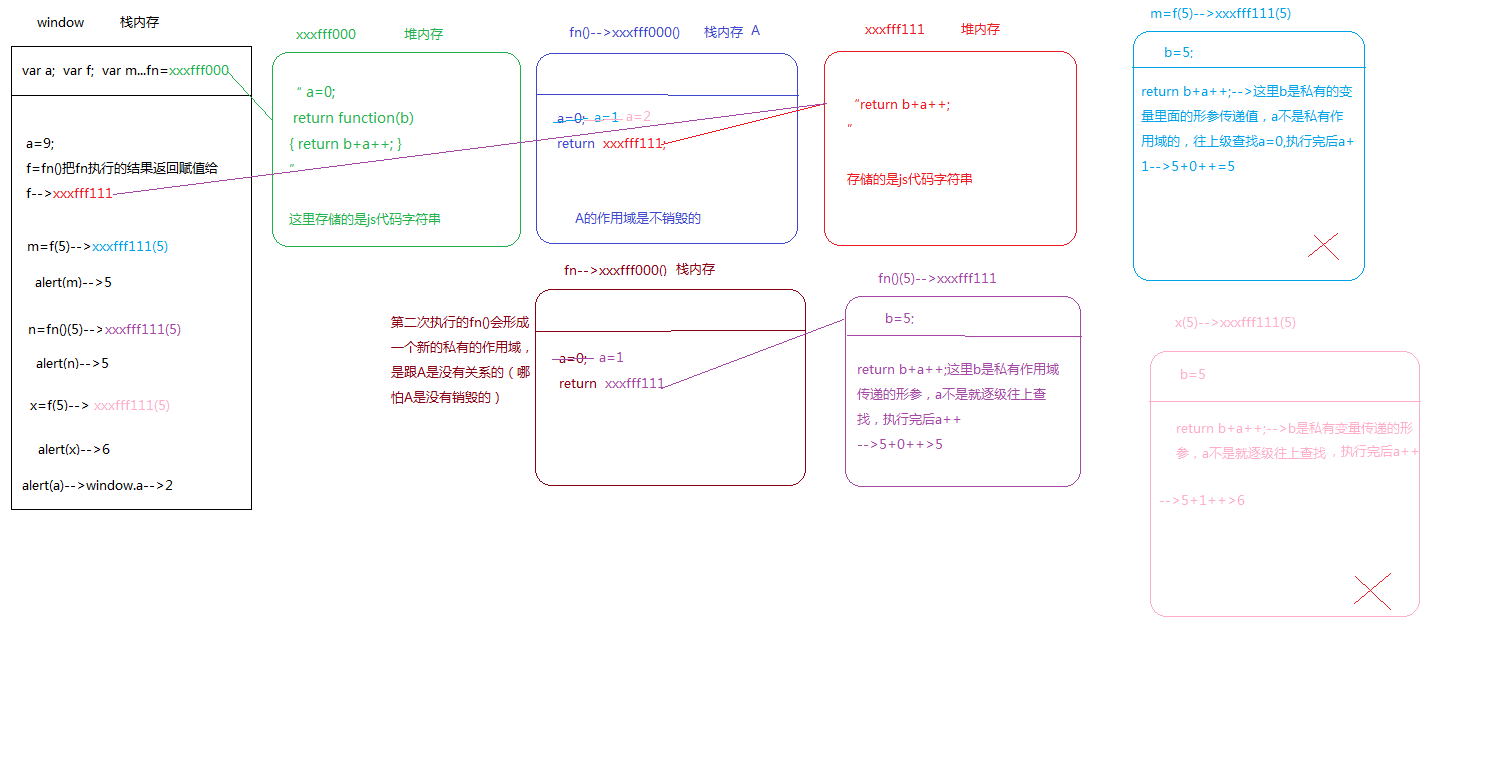 window 栈内存
var a; var f; var m...fn=xxxfff000
a=9;
f=fn()把fn执行的结果返回赋值给
f-->xxxfff111
m=f(5)-->xxxfff111(5)
alert(m)-->5
n=fn()(5)-->xxxfff111(5)
alert(n)-->5
x=f(5)--> xxxfff111(5)
alert(x)-->6
alert(a)-->window.a-->2
xxxfff000 堆内存
“ a=0;
return function(b)
{ return b+a++; }
”
这里存储的是js代码字符串
fn()-->xxxfff000() 栈内存 A
a=0; a=1 a=2
return xxxfff111;
A的作用域是不销毁的
xxxfff111 堆内存
“return b+a++;
”
存储的是js代码字符串
m=f(5)-->xxxfff111(5)
b=5;
return b+a++;-->这里b是私有的变
量里面的形参传递值，a不是私有作
用域的，往上级查找a=0,执行完后a+
1-->5+0++=5
第二次执行的fn()会形成
一个新的私有的作用域，
是跟A是没有关系的（哪
怕A是没有销毁的）
fn-->xxxfff000() 栈内存
a=0; a=1
return xxxfff111
fn()(5)-->xxxfff111
b=5;
return b+a++;这里b是私有作用域
传递的形参，a不是就逐级往上查
找，执行完后a++
-->5+0++>5
x(5)-->xxxfff111(5)
b=5
return b+a++;-->b是私有变量传递的形
参，a不是就逐级往上查找，执行完后a++
-->5+1++>6